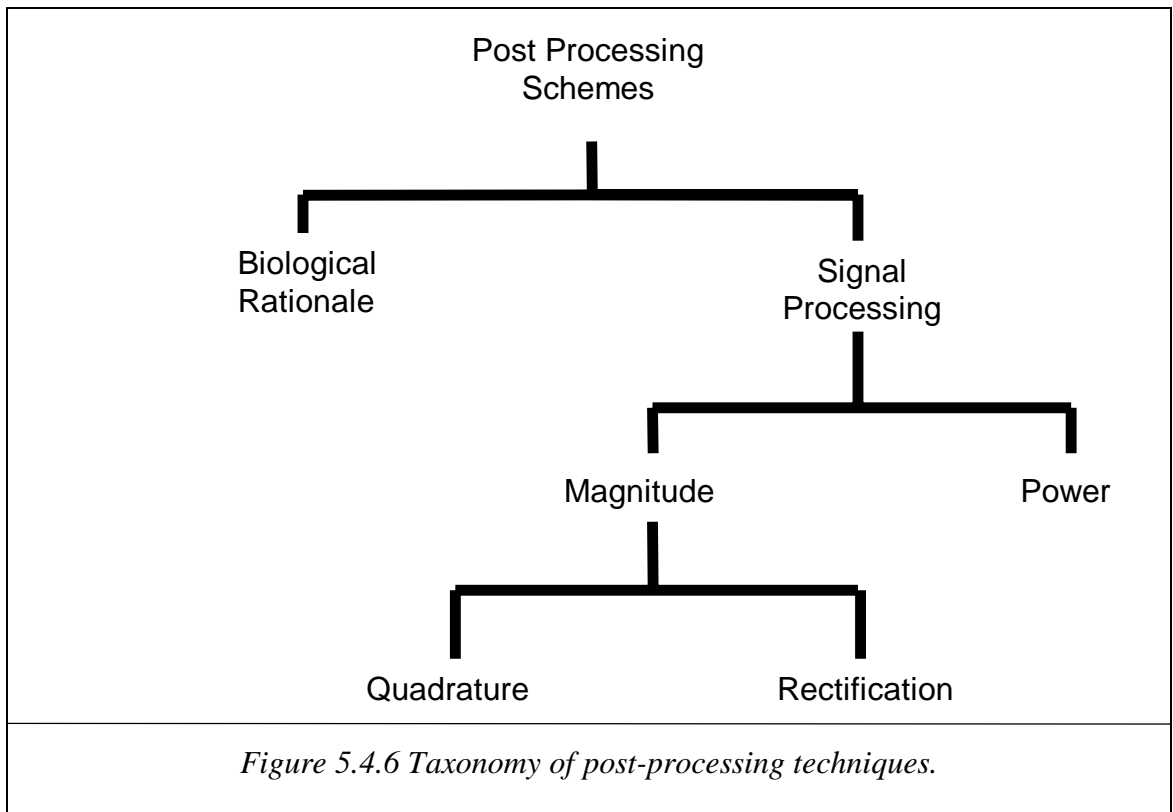 Post Processing
Schemes
Biological
Rationale
Signal
Processing
Magnitude
Power
Quadrature
Rectification
Figure 5.4.6 Taxonomy of post-processing techniques.